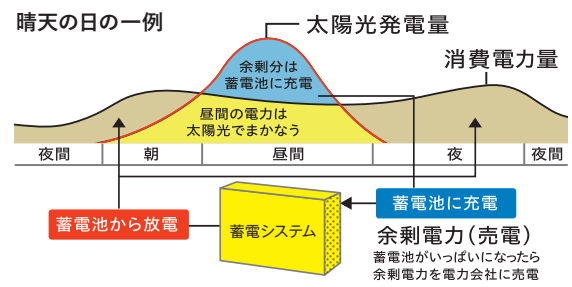 晴天の日の一例
太陽光発電量
消費電力量
余剰分は
蓄電池に充電
昼間の電力は
太陽光でまかなう
夜間
朝
昼間
夜
夜間
蓄電池から放電
蓄電システム
蓄電池に充電
余剰電力(売電)
蓄電池がいっぱいになったら
余剰電力を電力会社に売電